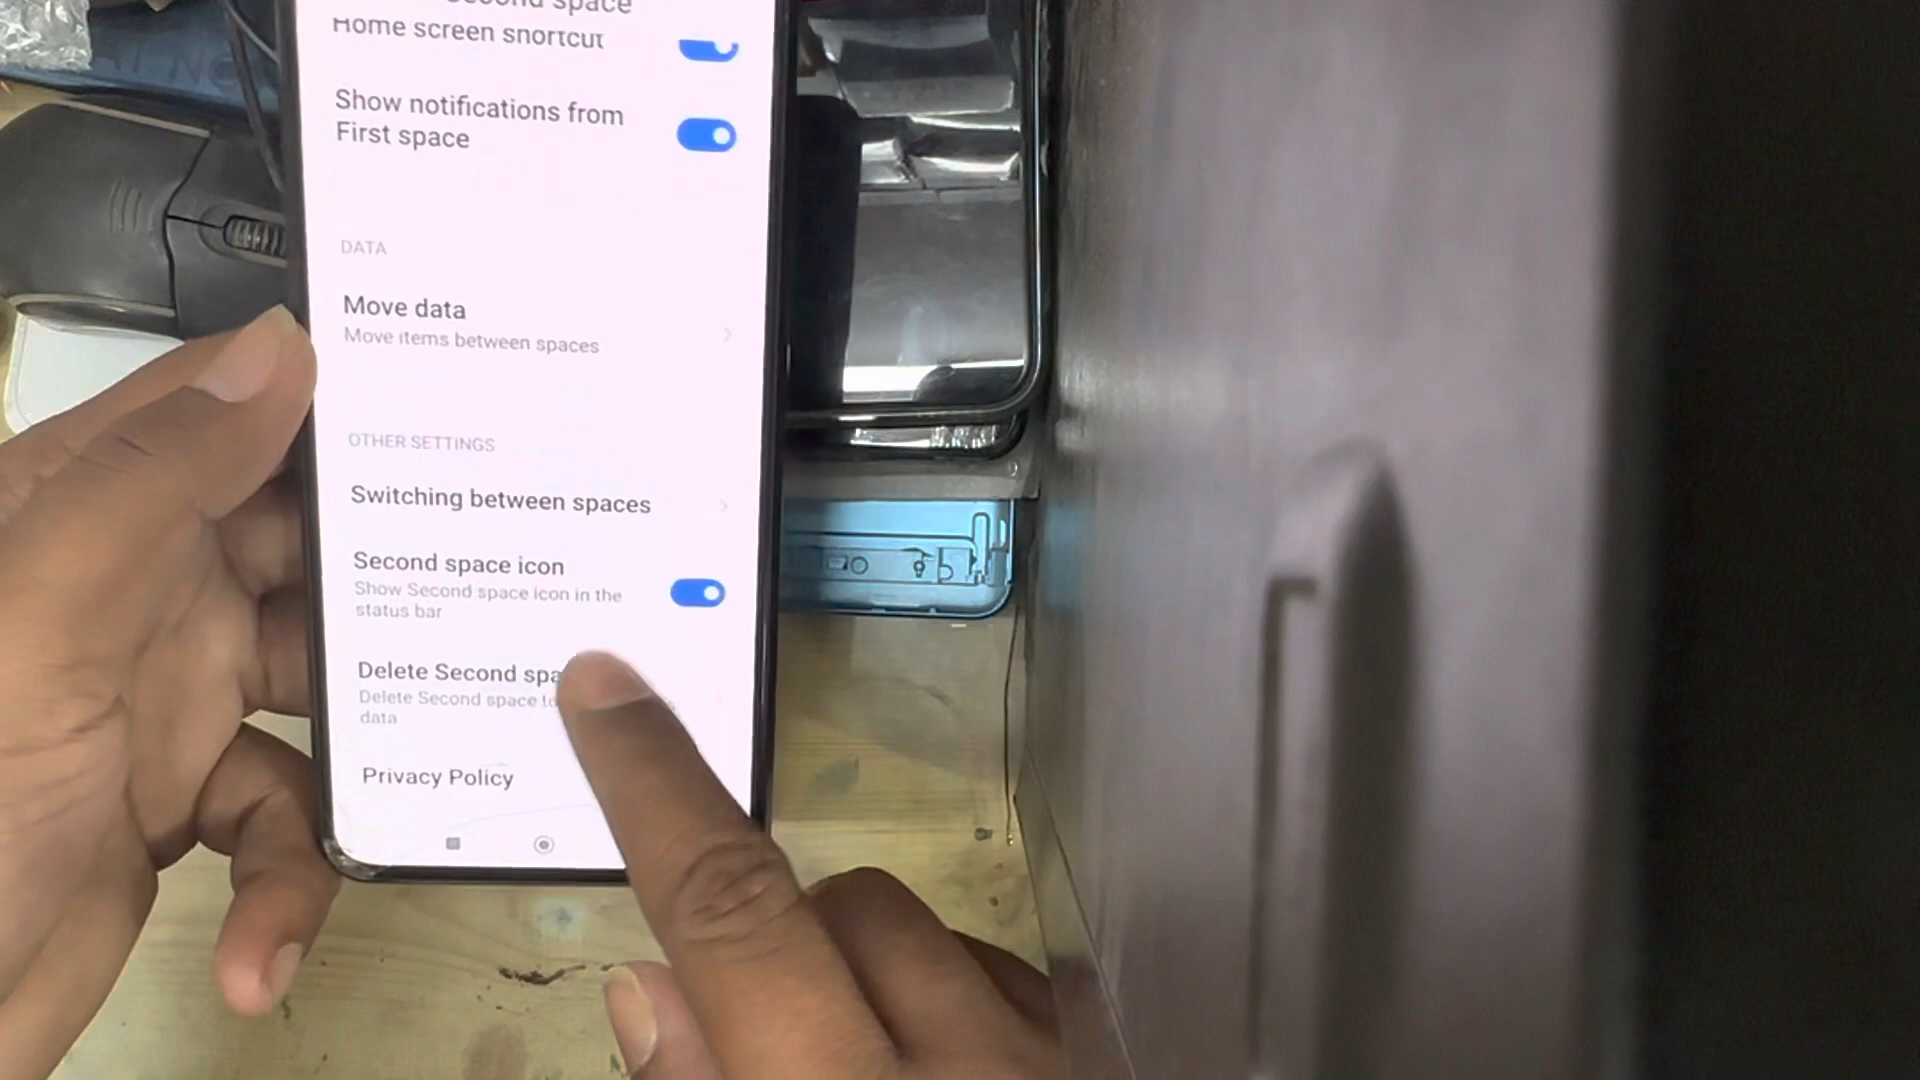 Second space
Home screen shortcut
Show notifications from
First space
DATA
Move data
Move items between spaces
OTHER SETTINGS
Switching between spaces
Second space icon
Show Second space icon in the
status bar
Delete Second spa
Delete Second space
data
Privacy Policy